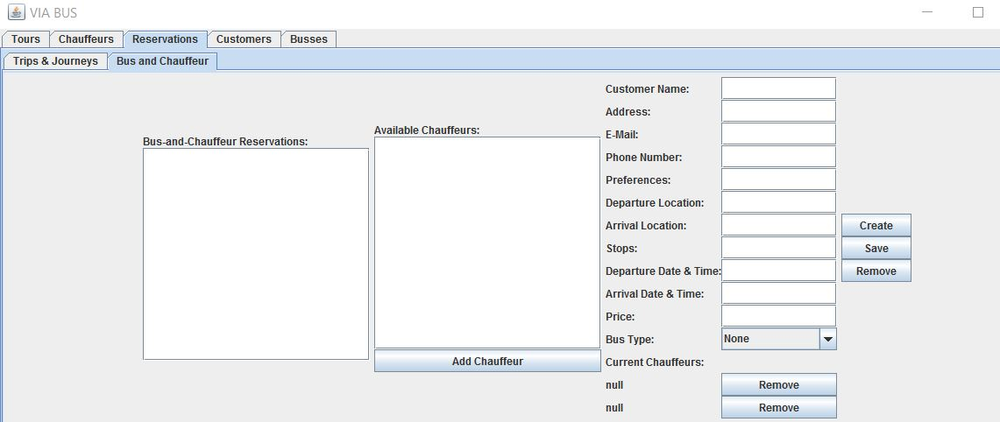 VIA BUS
Tours Chauffeurs Reservations Customers Busses
Trips & Journeys Bus and Chauffeur
Bus-and-Chauffeur Reservations:
Available Chauffeurs:
Add Chauffeur
Customer Name:
Address:
E-Mail:
Phone Number:
Preferences:
Departure Location:
Arrival Location:
Stops:
Departure Date & Time:
Arrival Date & Time:
Price:
Bus Type: None
Current Chauffeurs:
null Remove
null Remove
Create
Save
Remove